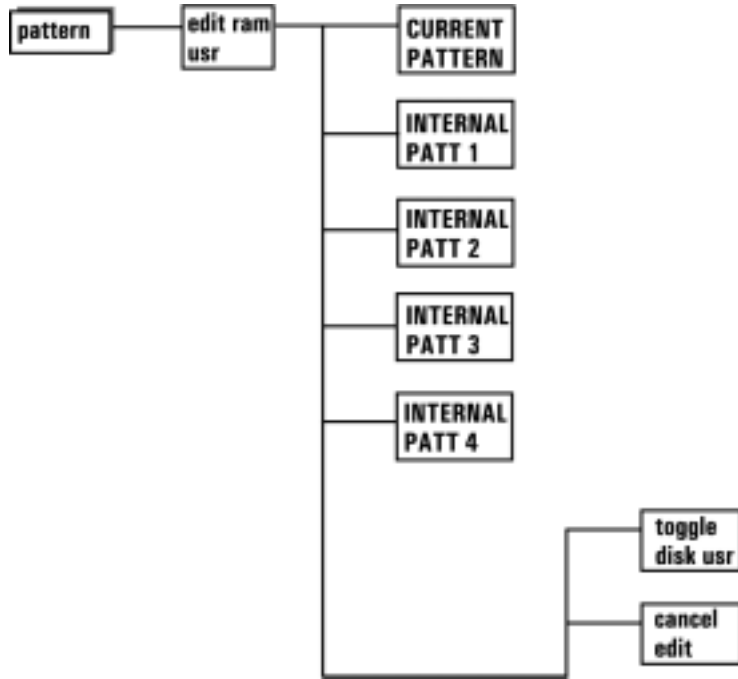 pattern
edit ram
usr
CURRENT
PATTERN
INTERNAL
PATT 1
INTERNAL
PATT 2
INTERNAL
PATT 3
INTERNAL
PATT 4
toggle
disk usr
cancel
edit